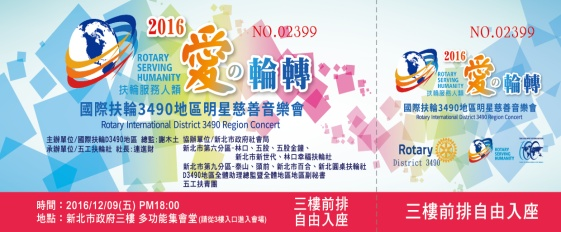 2016
NO.02399
ROTARY
SERVING
HUMANITY
扶輪服務人類
愛の輪轉
國際扶輪3490地區明星慈善音樂會
Rotary International District 3490 Region Concert
主辦單位/國際扶輪D3490地區 總監:謝木土 協辦單位/新北市政府社會局
承辦單位/五工扶輪社 社長:連進財
新北市第六分區-林口、五股、五股金鐘、
新北市新世代、林口幸福扶輪社
新北市第九分區-泰山、頭前、新北市百合、新北圓桌扶輪社
D3490地區全體助理總監暨全體地區地區副秘書
五工扶青團
時間:2016/12/09(五) PM18:00
地點:新北市政府三樓 多功能集會堂(請從3樓入口進入會場)
三樓前排
自由入座
NO.02399
2016
ROTARY
SERVING
HUMANITY
扶輪服務人類
愛の輪轉
國際扶輪3490地區明星慈善音樂會
Rotary International District 3490 Region Concert
Rotary
District 3490
三樓前排自由入座